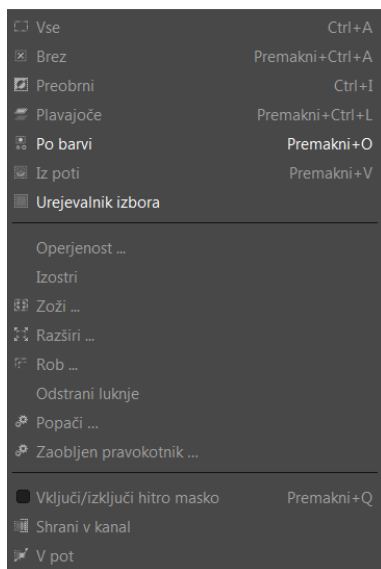 Vse Ctrl+A
Brez Premakni+Ctrl+A
Preobrni Ctrl+I
Plavajoče Premakni+Ctrl+L
Po barvi Premakni+O
Iz poti Premakni+V
Urejevalnik izbora
Operjenost ...
Izostri
Zoži ...
Razširi ...
Rob ...
Odstrani luknje
Popači ...
Zaobljen pravokotnik ...
Vključi/izključi hitro masko Premakni+Q
Shrani v kanal
V pot